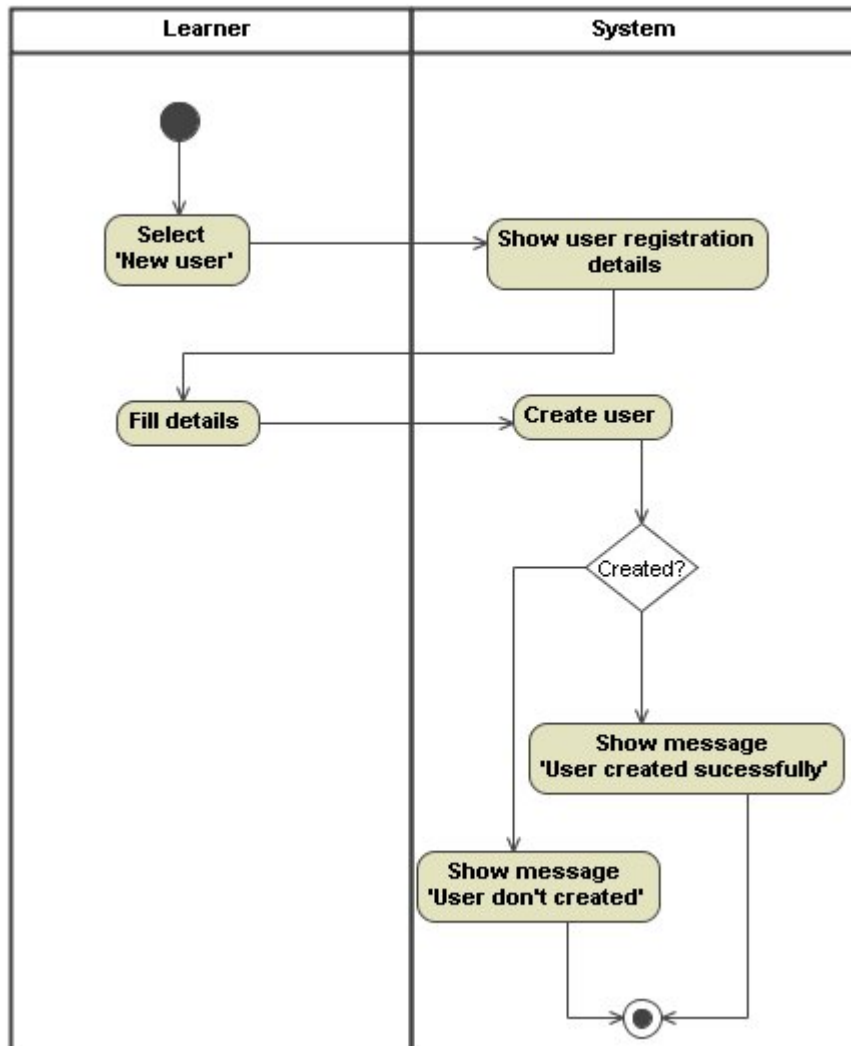 Learner
System
Select
'New user'
Show user registration
details
Fill details
Create user
Created?
Show message
'User created sucessfully'
Show message
'User don't created'